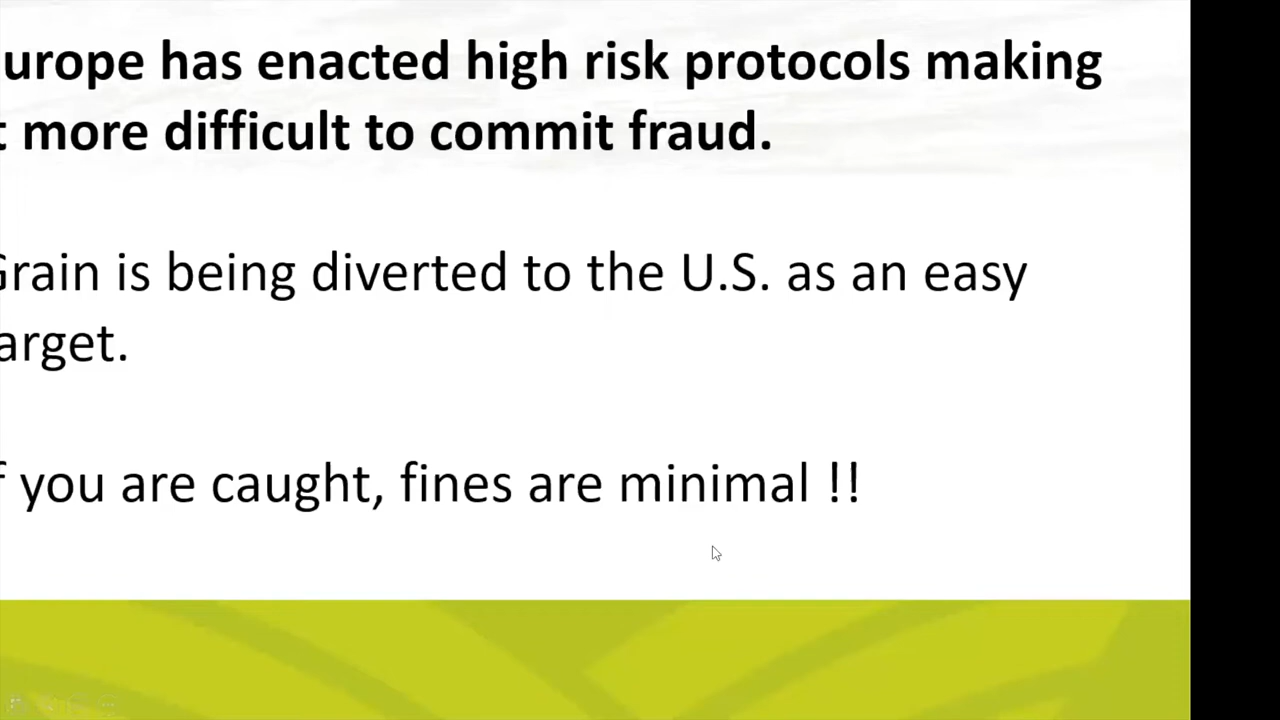 urope has enacted high risk protocols making
t more difficult to commit fraud.
Grain is being diverted to the U.S. as an easy
arget.
f you are caught, fines are minimal !!